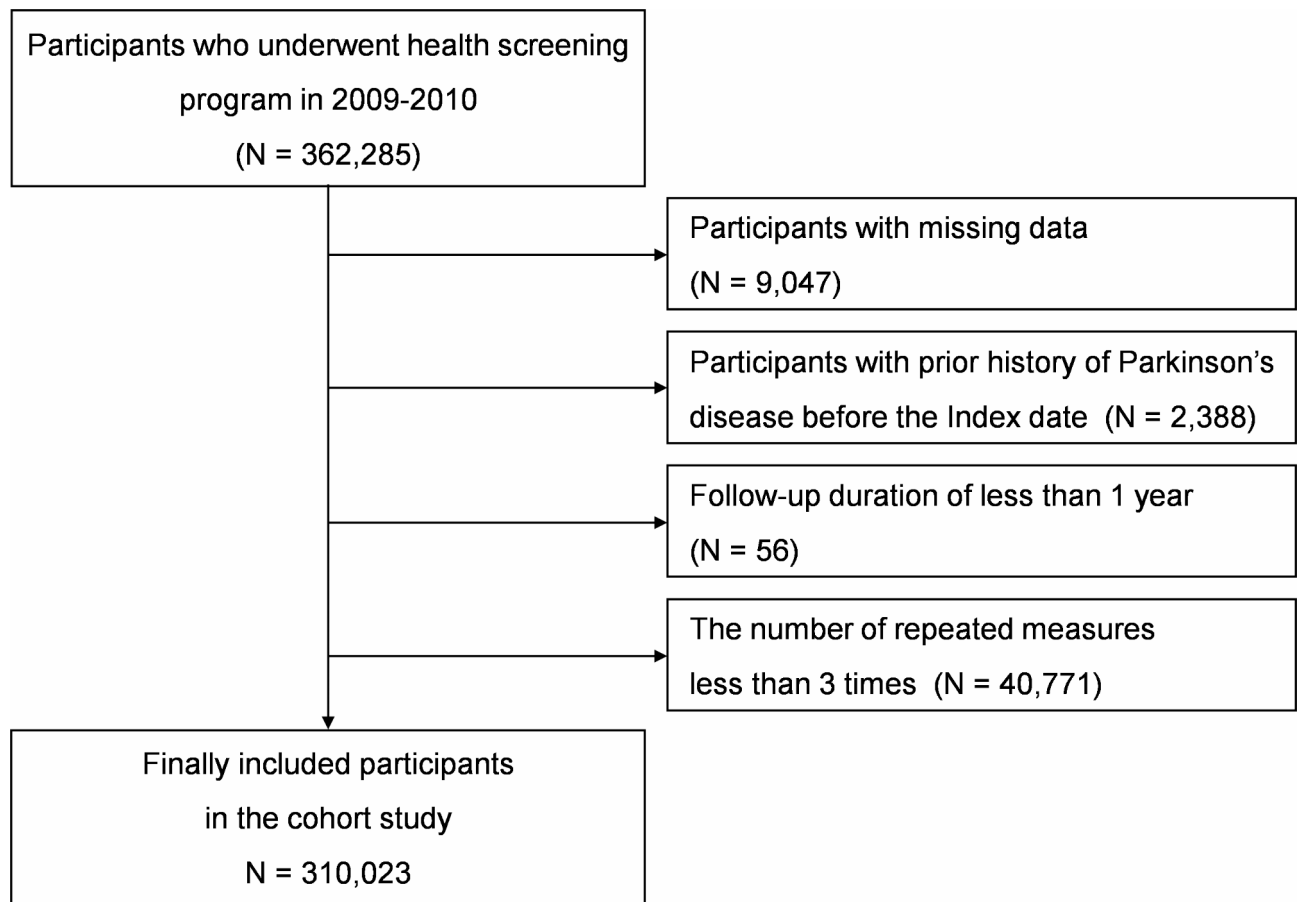 Participants who underwent health screening
program in 2009-2010
(N = 362,285)
Participants with missing data
(N = 9,047)
Participants with prior history of Parkinson’s
disease before the Index date (N = 2,388)
Follow-up duration of less than 1 year
(N = 56)
The number of repeated measures
less than 3 times (N = 40,771)
Finally included participants
in the cohort study
N = 310,023